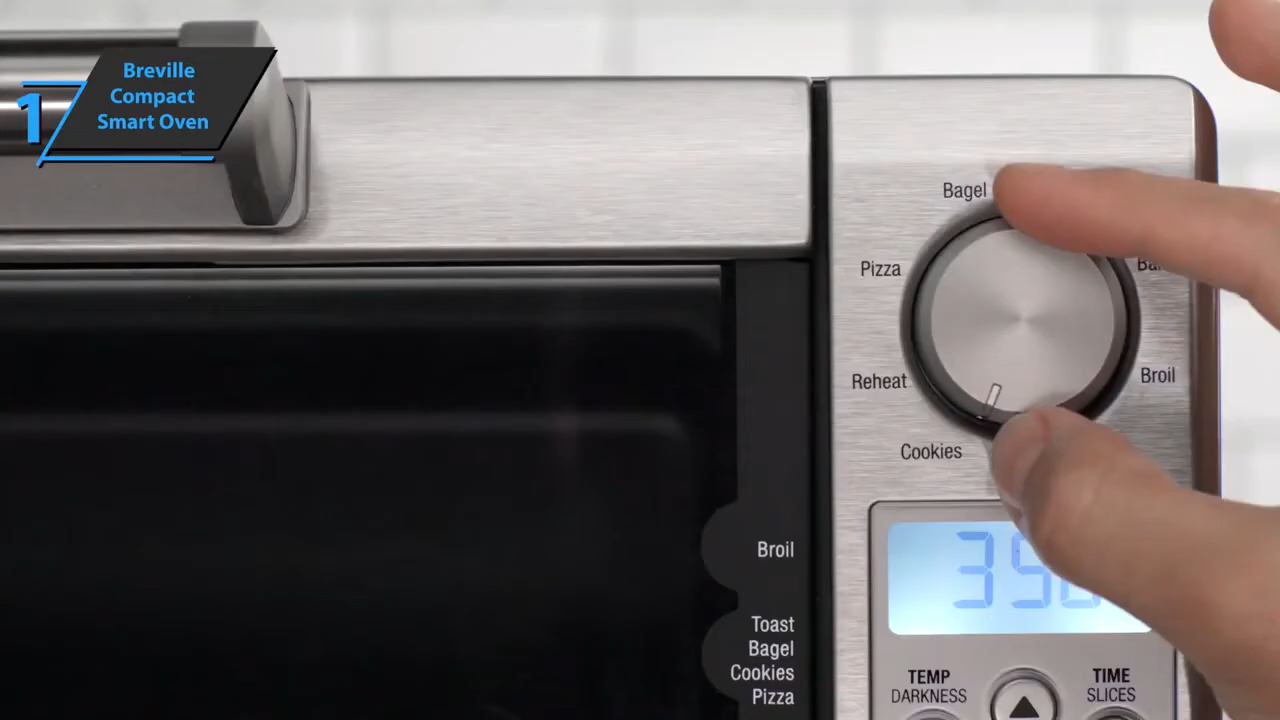 1
Breville
Compact
Smart Oven
Bagel
Pizza
Reheat
Broil
Cookies
Broil
Toast
Bagel
Cookies
Pizza
TEMP
DARKNESS
TIME
SLICES